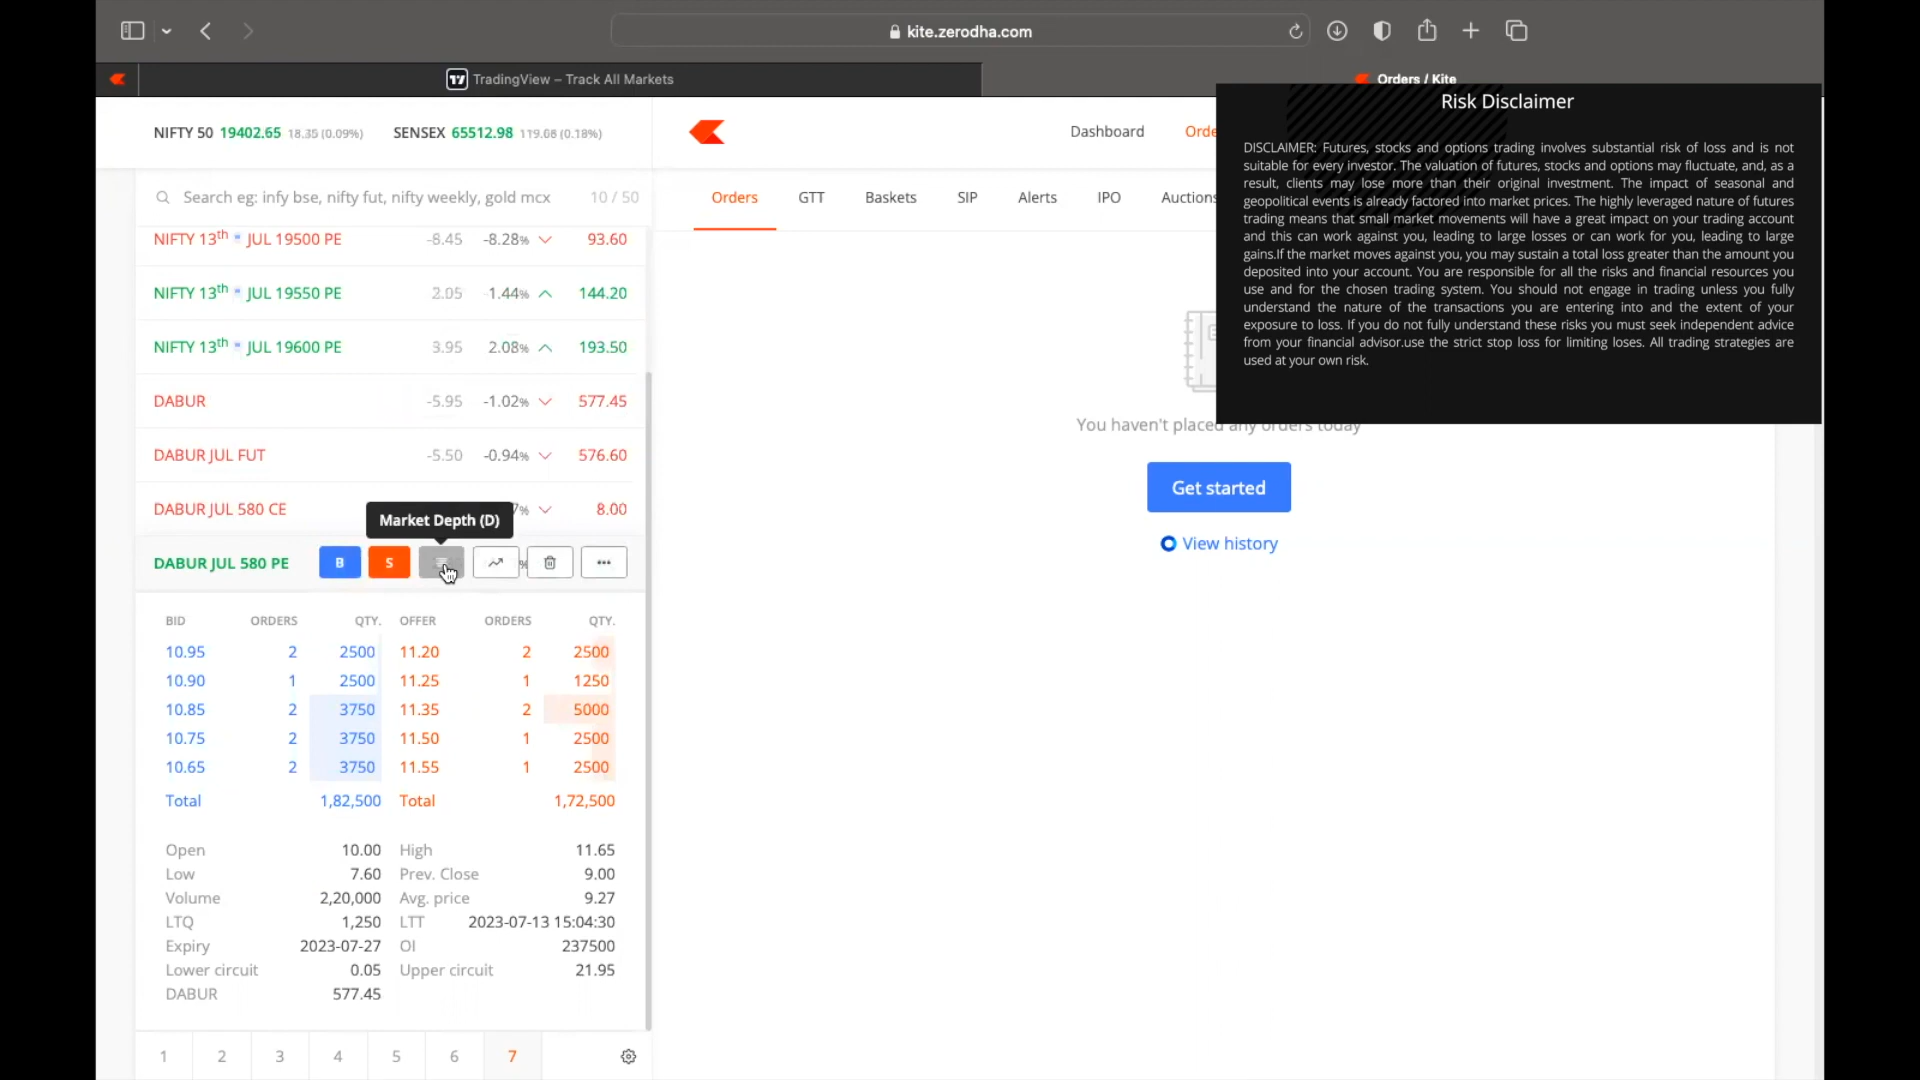 kite.zerodha.com
TradingView – Track All Markets
Orders / Kite
NIFTY 50 19402.65 18.35 (0.09%) SENSEX 65512.98 119.08 (0.18%)
Dashboard
Orde
Search eg: infy bse, nifty fut, nifty weekly, gold mcx 10 / 50
Orders GTT Baskets SIP Alerts IPO Auctions
NIFTY 13th JUL 19500 PE -8.45 -8.28% 93.60
NIFTY 13th JUL 19550 PE 2.05 1.44% 144.20
NIFTY 13th JUL 19600 PE 3.95 2.08% 193.50
DABUR -5.95 -1.02% 577.45
DABUR JUL FUT -5.50 -0.94% 576.60
DABUR JUL 580 CE % 8.00
Market Depth (D)
DABUR JUL 580 PE B S %
BID ORDERS QTY. OFFER ORDERS QTY.
10.95 2 2500 11.20 2 2500
10.90 1 2500 11.25 1 1250
10.85 2 3750 11.35 2 5000
10.75 2 3750 11.50 1 2500
10.65 2 3750 11.55 1 2500
Total 1,82,500 Total 1,72,500
Open 10.00 High 11.65
Low 7.60 Prev. Close 9.00
Volume 2,20,000 Avg. price 9.27
LTQ 1,250 LTT 2023-07-13 15:04:30
Expiry 2023-07-27 OI 237500
Lower circuit 0.05 Upper circuit 21.95
DABUR 577.45
1 2 3 4 5 6 7
You haven't placed any orders today
Get started
View history
Risk Disclaimer
DISCLAIMER: Futures, stocks and options trading involves substantial risk of loss and is not
suitable for every investor. The valuation of futures, stocks and options may fluctuate, and, as a
result, clients may lose more than their original investment. The impact of seasonal and
geopolitical events is already factored into market prices. The highly leveraged nature of futures
trading means that small market movements will have a great impact on your trading account
and this can work against you, leading to large losses or can work for you, leading to large
gains.If the market moves against you, you may sustain a total loss greater than the amount you
deposited into your account. You are responsible for all the risks and financial resources you
use and for the chosen trading system. You should not engage in trading unless you fully
understand the nature of the transactions you are entering into and the extent of your
exposure to loss. If you do not fully understand these risks you must seek independent advice
from your financial advisor.use the strict stop loss for limiting loses. All trading strategies are
used at your own risk.